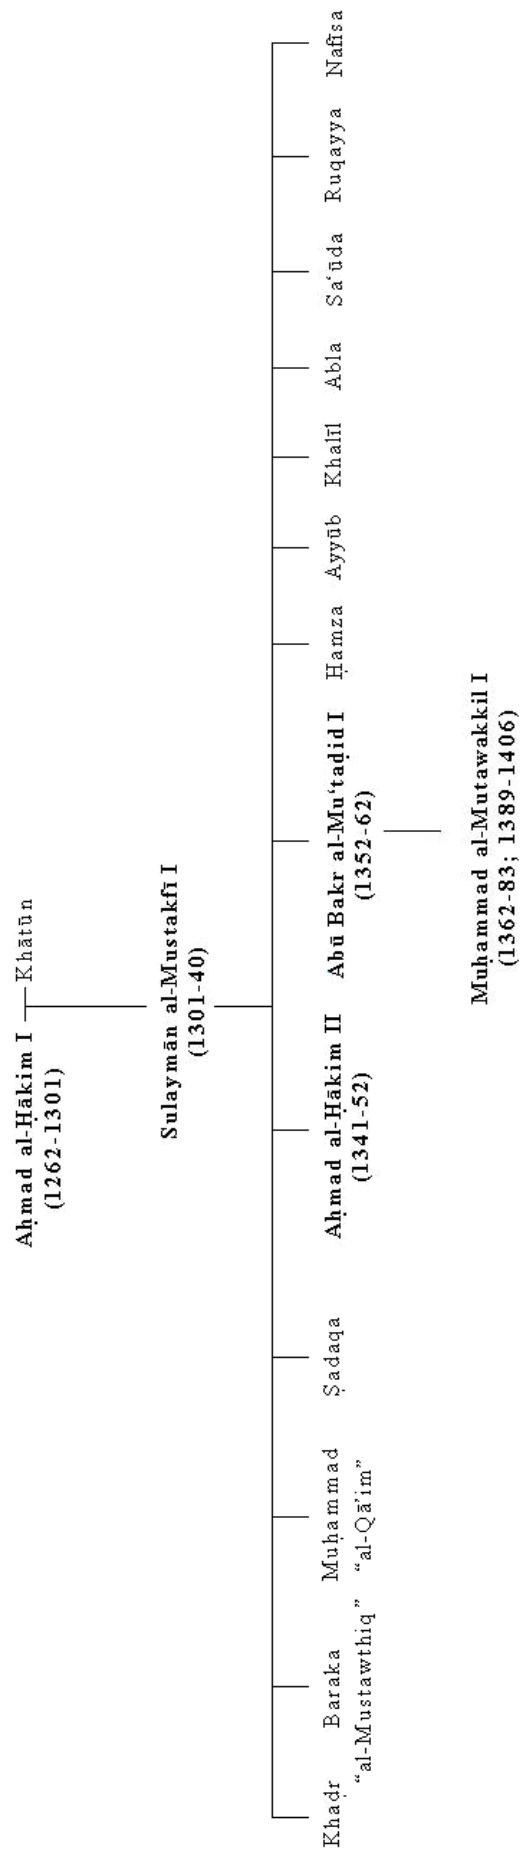 Aḥmad al-Ḥākim I
(1262-1301)
Khātūn
Sulaymān al-Mustakfī I
(1301-40)
Khaḍr
Baraka
“al-Mustawthiq”
Muḥammad
“al-Qā’im”
Ṣadaqa
Aḥmad al-Ḥākim II
(1341-52)
Abū Bakr al-Mu‘taḍid I
(1352-62)
Ḥamza
Ayyūb
Khalīl
Abla
Sa‘ūda
Ruqayya
Nafīsa
Muḥammad al-Mutawakkil I
(1362-83; 1389-1406)